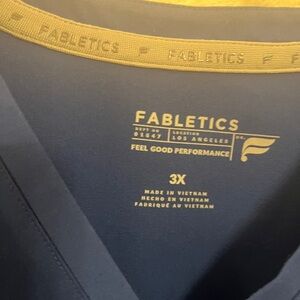 FABLETICS FABLETICS
FABLETICS
DEPT NO LOCATION
01547 LOS ANGELES
FEEL GOOD PERFORMANCE
3X
MADE IN VIETNAM
HECHO EN VIETNAM
FABRIQUÉ AU VIETNAM